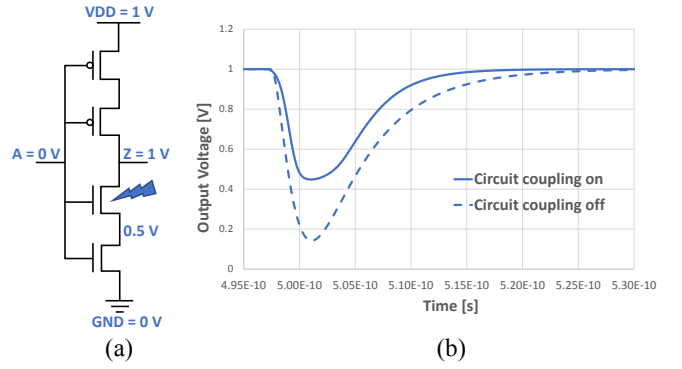 VDD = 1 V
A = 0 V
Z = 1 V
0.5 V
GND = 0 V
(a)
Output Voltage [V]
1.2
1
0.8
0.6
0.4
0.2
0
Circuit coupling on
Circuit coupling off
4.95E-10 5.00E-10 5.05E-10 5.10E-10 5.15E-10 5.20E-10 5.25E-10 5.30E-10
Time [s]
(b)